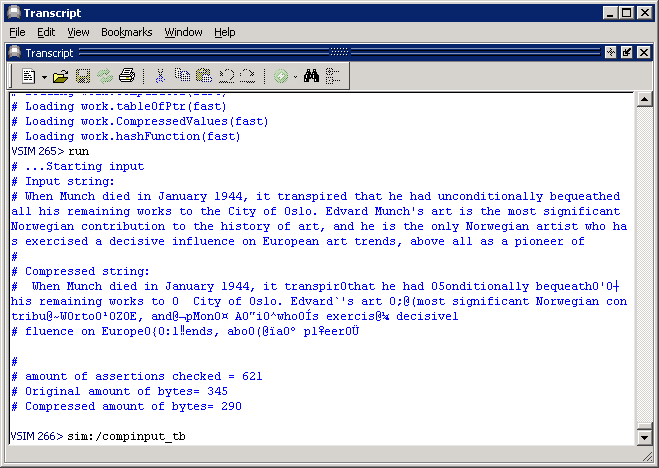 Transcript
File Edit View Bookmarks Window Help
Transcript
# Loading work.tableOfPtr(fast)
# Loading work.CompressedValues(fast)
# Loading work.hashFunction(fast)
VSIM 265> run
# ...Starting input
# Input string:
# When Munch died in January 1944, it transpired that he had unconditionally bequeathed
all his remaining works to the City of Oslo. Edvard Munch's art is the most significant
Norwegian contribution to the history of art, and he is the only Norwegian artist who ha
s exercised a decisive influence on European art trends, above all as a pioneer of
#
# Compressed string:
#  When Munch died in January 1944, it transpir0that he had 05onditionally bequeath0'0┼
his remaining works to 0  City of Oslo. Edvard`'s art 0;@(most significant Norwegian con
tribu@~W0rto0¹0Z0E, and@¬pMon0¤ A0"i0^who0Ís exercis@¾ decisivel
# fluence on Europe0{0:l‼ends, abo0(@ïa0° pl♀eer0Ü
#
# amount of assertions checked = 621
# Original amount of bytes= 345
# Compressed amount of bytes= 290
VSIM 266> sim:/compinput_tb